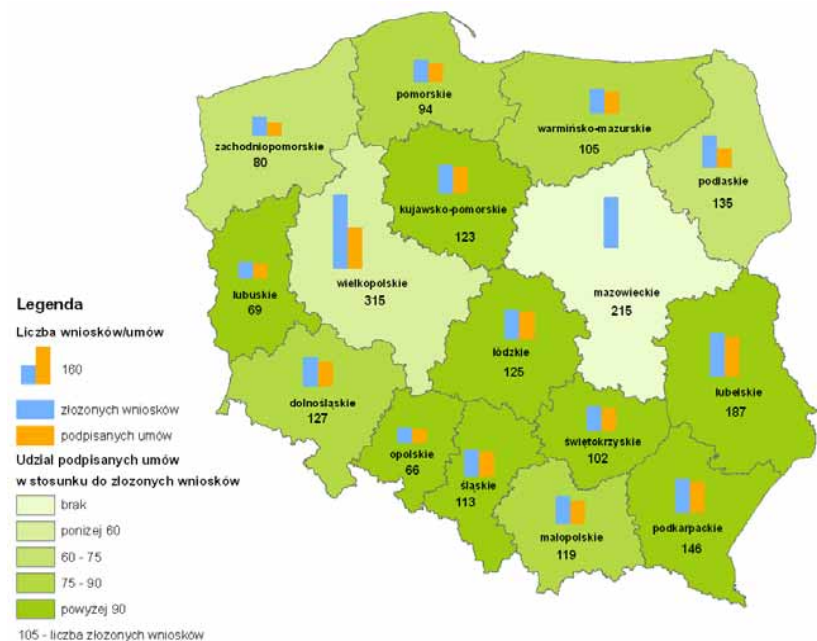 pomorskie
94
zachodniopomorskie
80
warmińsko-mazurskie
105
podlaskie
135
kujawsko-pomorskie
123
wielkopolskie
315
lubuskie
69
mazowieckie
215
łódzkie
125
lubelskie
187
dolnośląskie
127
opolskie
66
śląskie
113
świętokrzyskie
102
małopolskie
119
podkarpackie
146
Legenda
Liczba wniosków/umów
160
złożonych wniosków
podpisanych umów
Udział podpisanych umów
w stosunku do złozonych wniosków
brak
poniżej 60
60 - 75
75 - 90
powyżej 90
105 - liczba złożonych wniosków